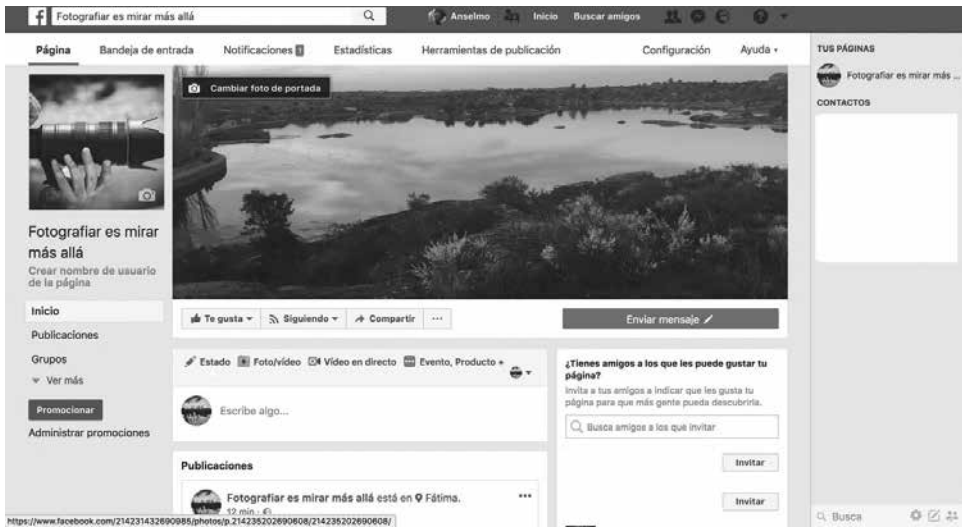 Fotografiar es mirar más allá
Anselmo
Inicio
Buscar amigos
Página
Bandeja de entrada
Notificaciones 1
Estadísticas
Herramientas de publicación
Configuración
Ayuda
TUS PÁGINAS
Fotografiar es mirar más ...
CONTACTOS
Cambiar foto de portada
Fotografiar es mirar
más allá
Crear nombre de usuario
de la página
Inicio
Publicaciones
Grupos
Ver más
Promocionar
Administrar promociones
Te gusta
Siguiendo
Compartir
...
Enviar mensaje
Estado
Foto/vídeo
Vídeo en directo
Evento, Producto +
Escribe algo...
¿Tienes amigos a los que les puede gustar tu
página?
Invita a tus amigos a indicar que les gusta tu
página para que más gente pueda descubrirla.
Busca amigos a los que invitar
Invitar
Invitar
Publicaciones
Fotografiar es mirar más allá está en Fátima.
12 min
https://www.facebook.com/214231432690985/photos/p.214235202690608/214235202690608/
Busca